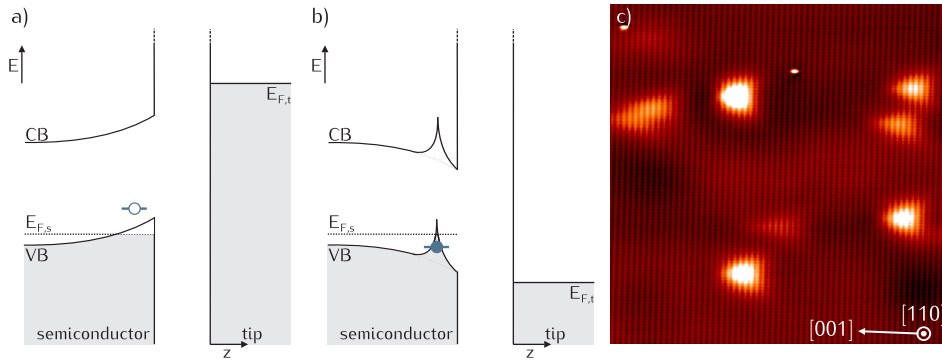 a)
E
CB
E_F,t
E_F,s
VB
semiconductor
tip
z
b)
E
CB
E_F,s
VB
E_F,t
semiconductor
tip
z
c)
[001]
[110]